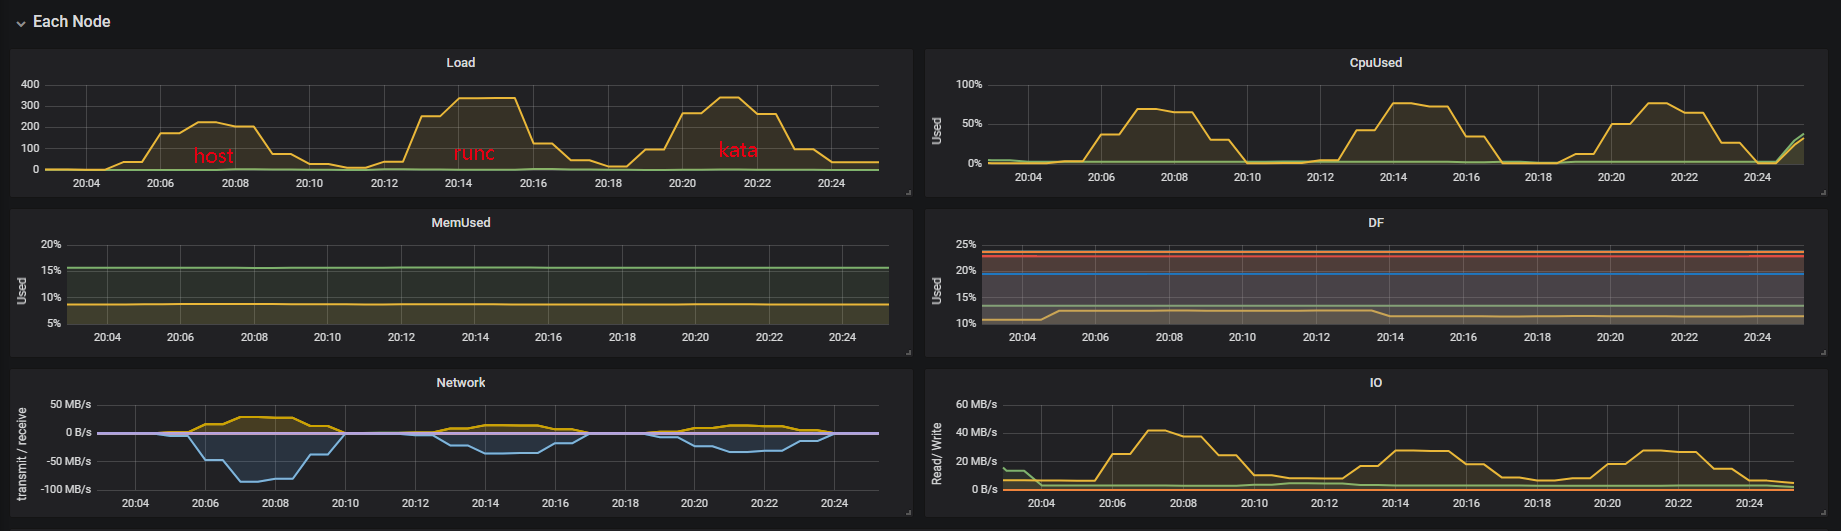 Each Node
Load
400
300
200
100
0
host
runc
kata
20:04 20:06 20:08 20:10 20:12 20:14 20:16 20:18 20:20 20:22 20:24
CpuUsed
Used
100%
50%
0%
20:04 20:06 20:08 20:10 20:12 20:14 20:16 20:18 20:20 20:22 20:24
MemUsed
Used
20%
15%
10%
5%
20:04 20:06 20:08 20:10 20:12 20:14 20:16 20:18 20:20 20:22 20:24
DF
Used
25%
20%
15%
10%
20:04 20:06 20:08 20:10 20:12 20:14 20:16 20:18 20:20 20:22 20:24
Network
transmit / receive
50 MB/s
0 B/s
-50 MB/s
-100 MB/s
20:04 20:06 20:08 20:10 20:12 20:14 20:16 20:18 20:20 20:22 20:24
IO
Read/ Write
60 MB/s
40 MB/s
20 MB/s
0 B/s
20:04 20:06 20:08 20:10 20:12 20:14 20:16 20:18 20:20 20:22 20:24